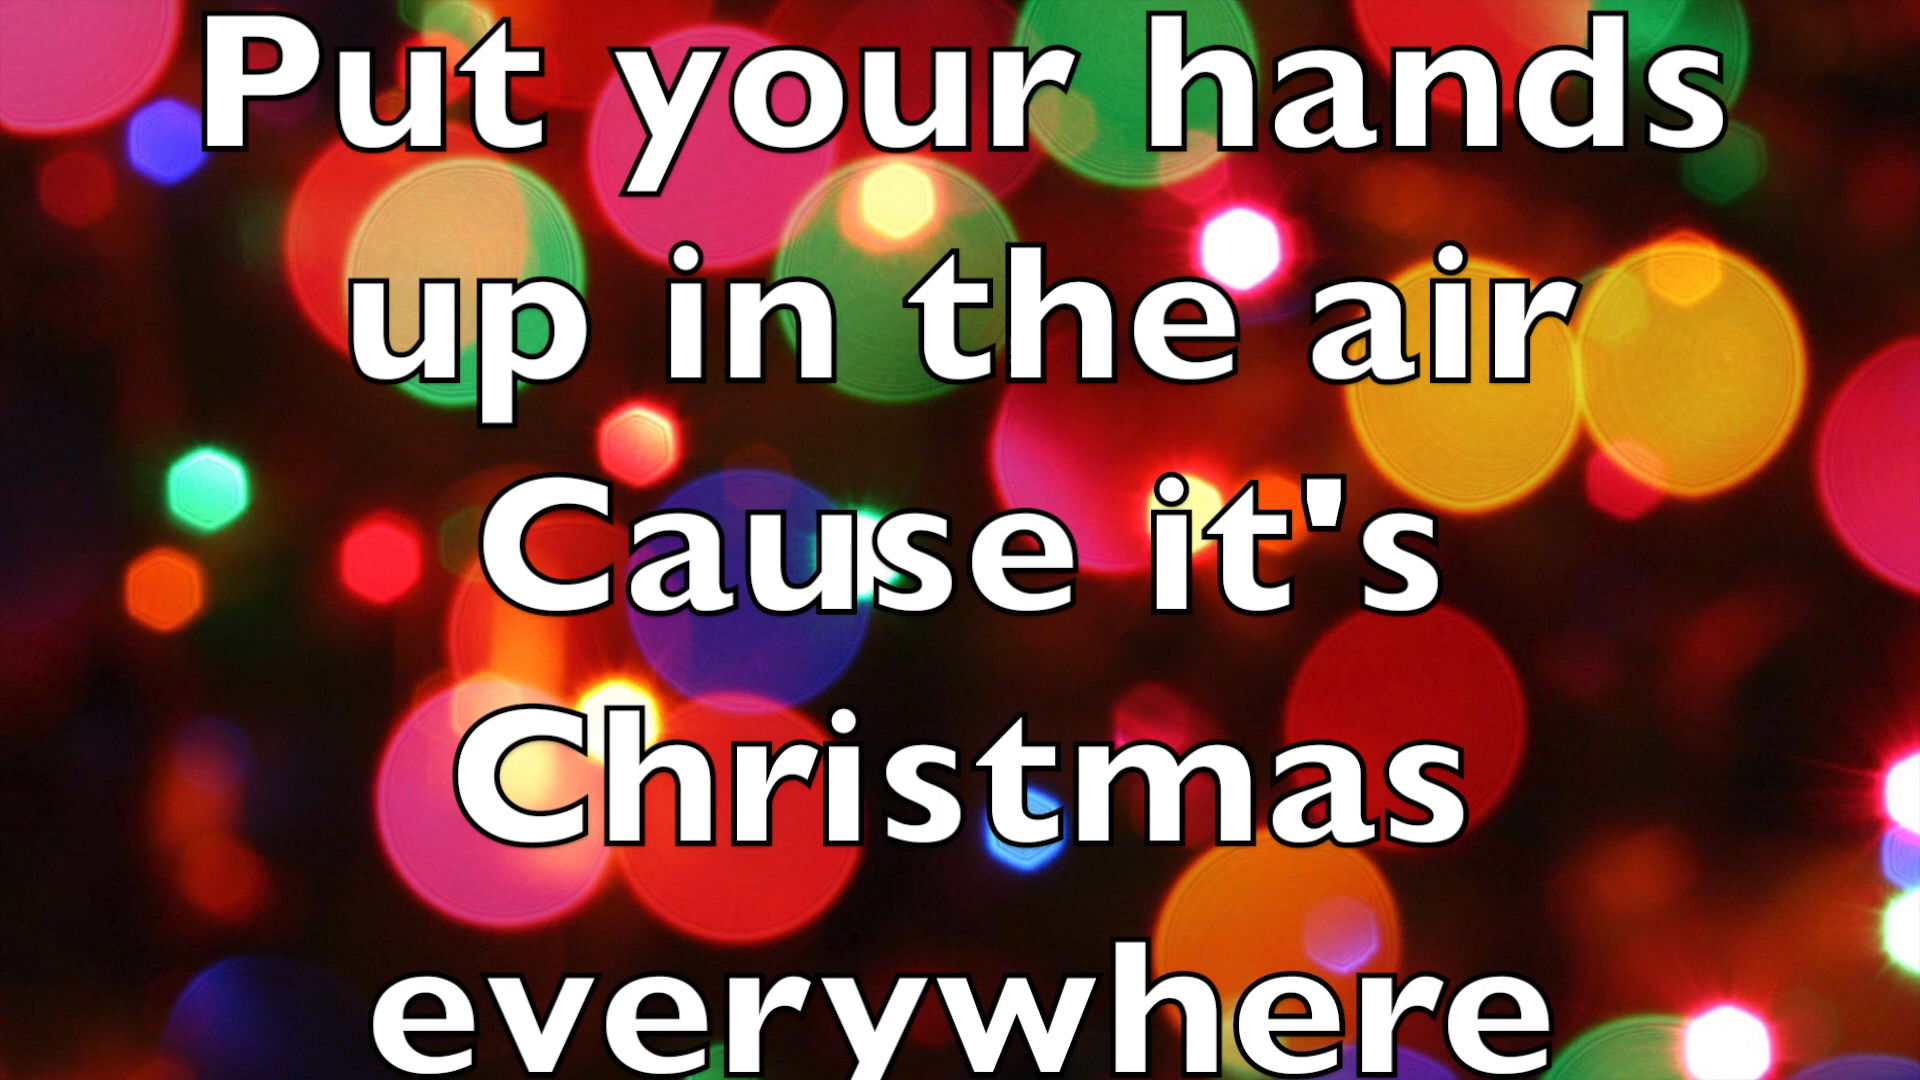 Put your hands
up in the air
Cause it's
Christmas
everywhere